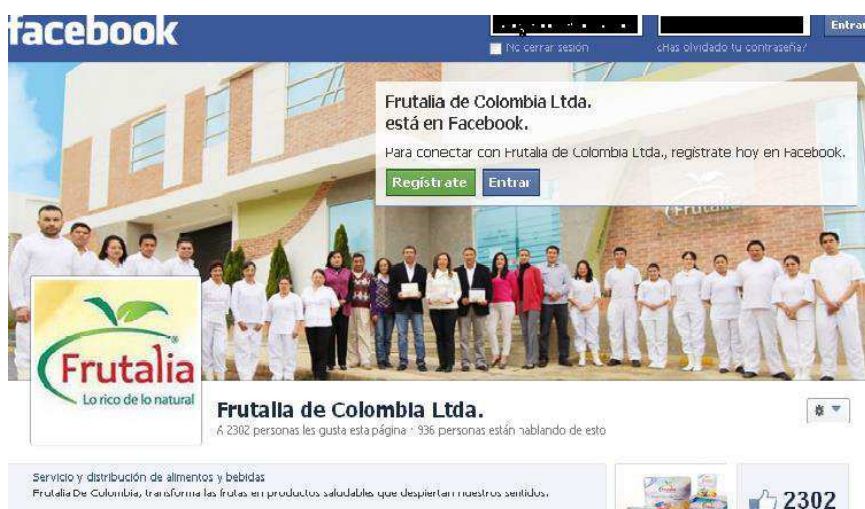 facebook
Entrar
No cerrar sesión
¿Has olvidado tu contraseña?
Frutalia de Colombia Ltda.
está en Facebook.
Para conectar con Frutalia de Colombia Ltda., regístrate hoy en Facebook.
Regístrate Entrar
Frutalia
Frutalia®
Lo rico de lo natural
Frutalia de Colombia Ltda.
A 2302 personas les gusta esta página · 936 personas están hablando de esto
Servicio y distribución de alimentos y bebidas
Frutalia De Colombia, transforma las frutas en productos saludables que despiertan nuestros sentidos.
2302